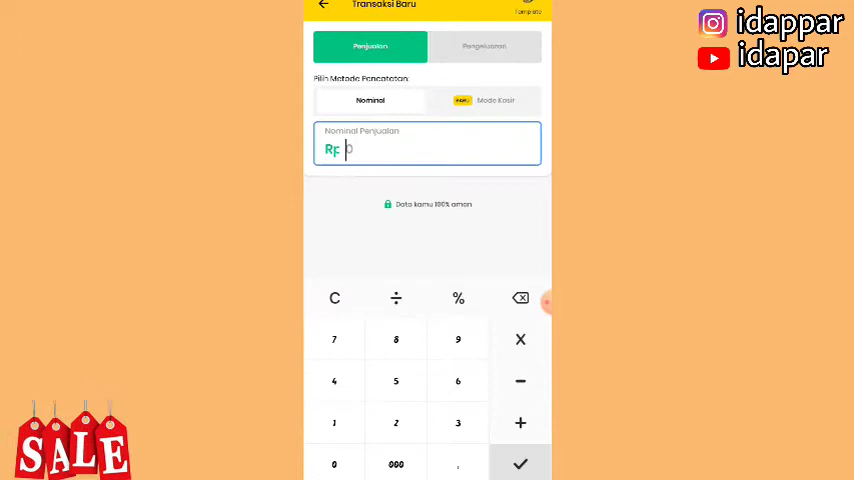 Transaksi Baru
Template
idappar
idapar
Penjualan
Pengeluaran
Pilih Metode Pencatatan:
Nominal
BARU
Mode Kasir
Nominal Penjualan
Rp 0
Data kamu 100% aman
C ÷ %
7 8 9 X
4 5 6 -
1 2 3 +
0 000 .
SALE